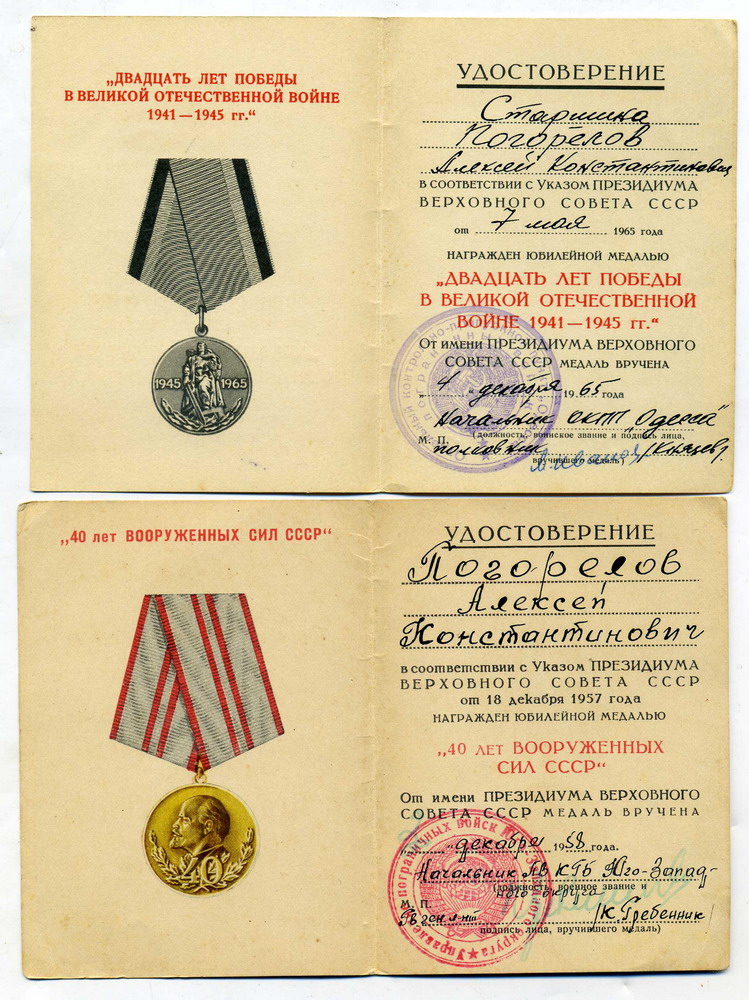 „ДВАДЦАТЬ ЛЕТ ПОБЕДЫ
В ВЕЛИКОЙ ОТЕЧЕСТВЕННОЙ ВОЙНЕ
1941—1945 гг.“
1945 1965
УДОСТОВЕРЕНИЕ
Старшина
Погорелов
Алексей Константинович
В СООТВЕТСТВИИ С УКАЗОМ ПРЕЗИДИУМА
ВЕРХОВНОГО СОВЕТА СССР
от 7 мая 1965 года
НАГРАЖДЕН ЮБИЛЕЙНОЙ МЕДАЛЬЮ
„ДВАДЦАТЬ ЛЕТ ПОБЕДЫ
В ВЕЛИКОЙ ОТЕЧЕСТВЕННОЙ
ВОЙНЕ 1941—1945 гг.“
От имени ПРЕЗИДИУМА ВЕРХОВНОГО
СОВЕТА СССР МЕДАЛЬ ВРУЧЕНА
„4“ декабря 1965 года
Начальник ОКПП „Одесса“
М. П. (должность, воинское звание и подпись лица,
полковник /Князев/
вручившего медаль)
„40 лет ВООРУЖЕННЫХ СИЛ СССР“
40
УДОСТОВЕРЕНИЕ
Погорелов
Алексей
Константинович
в соответствии с Указом ПРЕЗИДИУМА
ВЕРХОВНОГО СОВЕТА СССР
от 18 декабря 1957 года
НАГРАЖДЕН ЮБИЛЕЙНОЙ МЕДАЛЬЮ
„40 ЛЕТ ВООРУЖЕННЫХ
СИЛ СССР“
От имени ПРЕЗИДИУМА ВЕРХОВНОГО
СОВЕТА СССР МЕДАЛЬ ВРУЧЕНА
декабря 1958 года.
Начальник ПВ КГБ Юго-Запад-
(должность, военное звание и
ного округа
М. П.
Гв ген. л-нт /К. Гребенник/
подпись лица, вручившего медаль)